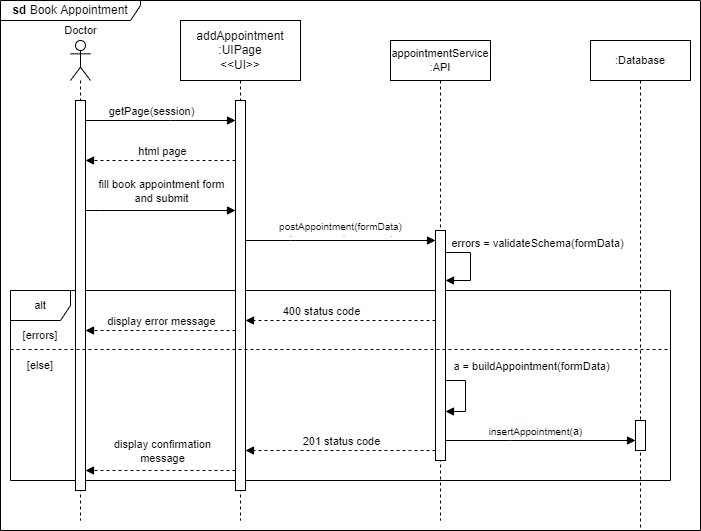 sd Book Appointment
Doctor
addAppointment
:UIPage
<<UI>>
appointmentService
:API
:Database
getPage(session)
html page
fill book appointment form
and submit
postAppointment(formData)
errors = validateSchema(formData)
alt
400 status code
display error message
[errors]
[else]
a = buildAppointment(formData)
insertAppointment(a)
201 status code
display confirmation
message